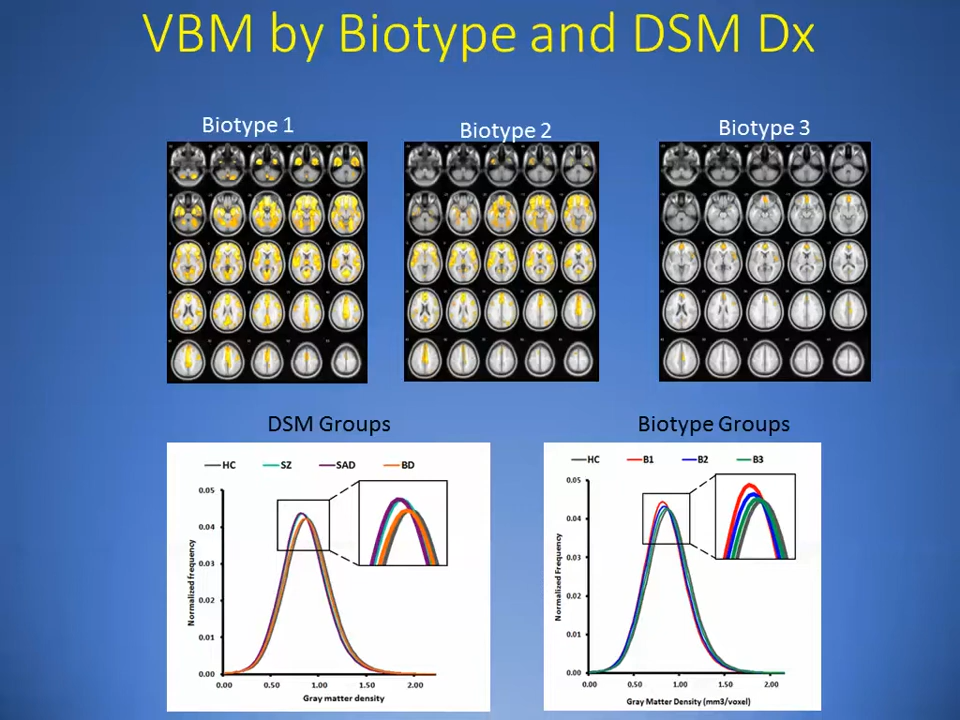 VBM by Biotype and DSM Dx
Biotype 1
Biotype 2
Biotype 3
DSM Groups
HC SZ SAD BD
Normalized frequency
0.05
0.04
0.03
0.02
0.01
0.00
0.00 0.50 1.00 1.50 2.00
Gray matter density
Biotype Groups
HC B1 B2 B3
Normalized Frequency
0.05
0.04
0.03
0.02
0.01
0.00
0.00 0.50 1.00 1.50 2.00
Gray Matter Density (mm3/voxel)